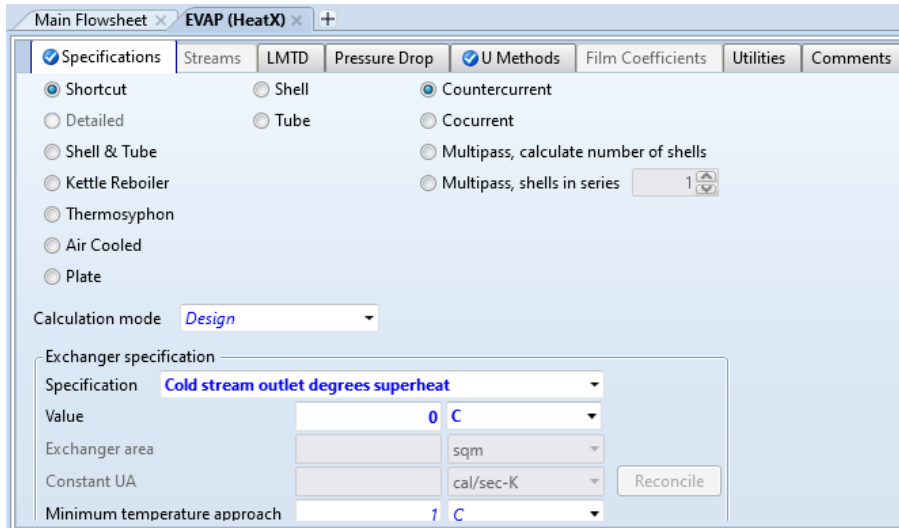 Main Flowsheet × EVAP (HeatX) × +
Specifications Streams LMTD Pressure Drop U Methods Film Coefficients Utilities Comments
Shortcut Shell Countercurrent
Detailed Tube Cocurrent
Shell & Tube Multipass, calculate number of shells
Kettle Reboiler Multipass, shells in series 1
Thermosyphon
Air Cooled
Plate
Calculation mode Design
Exchanger specification
Specification Cold stream outlet degrees superheat
Value 0 C
Exchanger area sqm
Constant UA cal/sec-K Reconcile
Minimum temperature approach 1 C